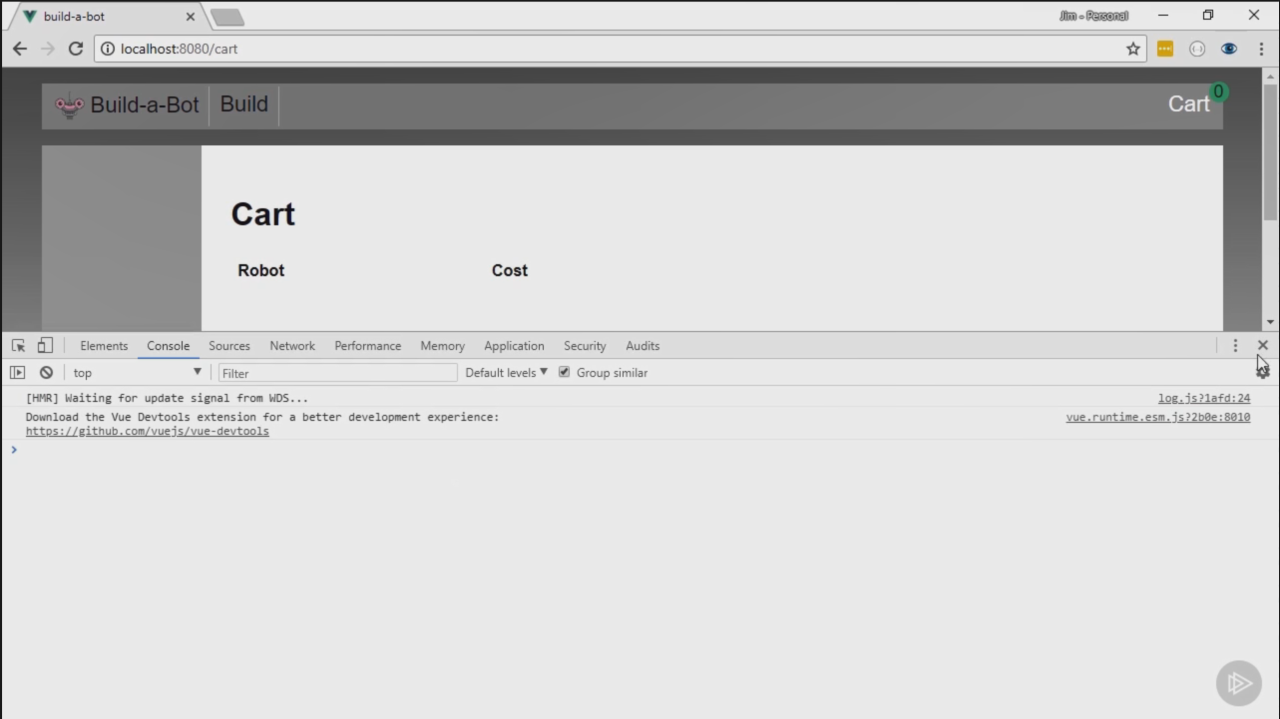 build-a-bot
Jim - Personal
localhost:8080/cart
Build-a-Bot Build Cart 0
Cart
Robot Cost
Elements Console Sources Network Performance Memory Application Security Audits
top Filter Default levels Group similar
[HMR] Waiting for update signal from WDS... log.js?1afd:24
Download the Vue Devtools extension for a better development experience: vue.runtime.esm.js?2b0e:8010
https://github.com/vuejs/vue-devtools